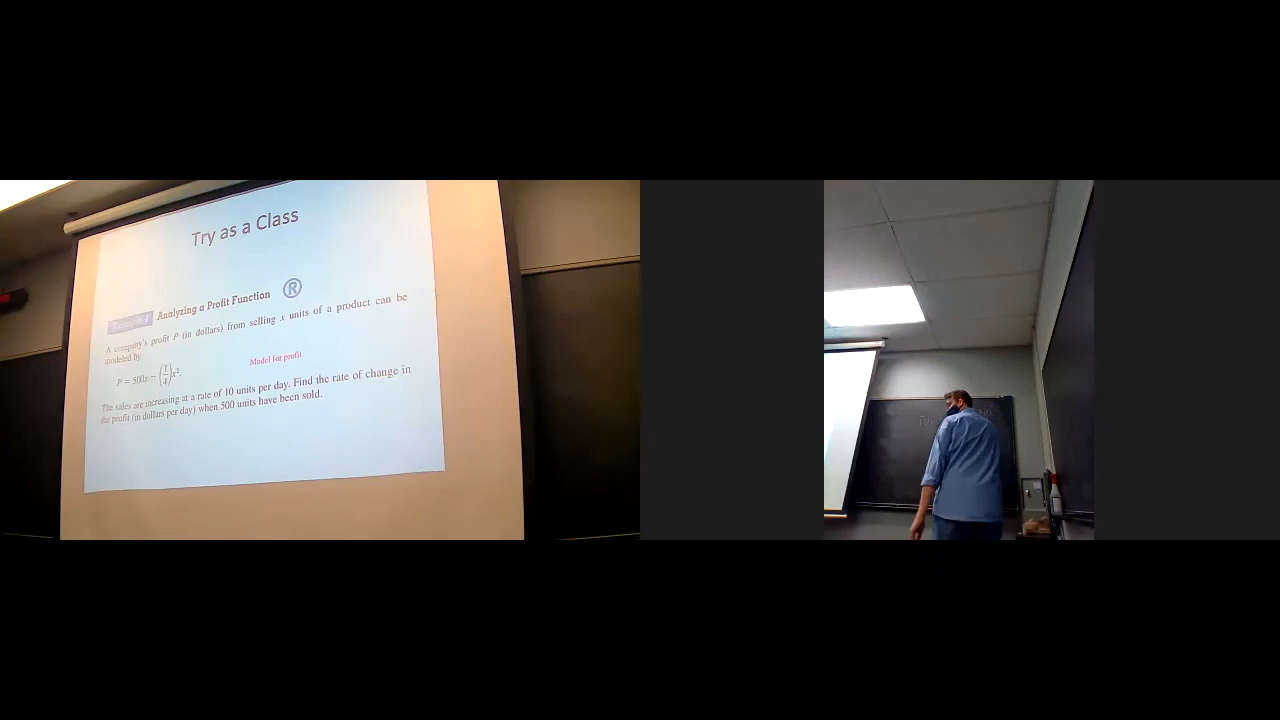 Try as a Class
Example 4 Analyzing a Profit Function ®
A company's profit P (in dollars) from selling x units of a product can be
modeled by
P = 500x − (1/4)x².
Model for profit
The sales are increasing at a rate of 10 units per day. Find the rate of change in
the profit (in dollars per day) when 500 units have been sold.